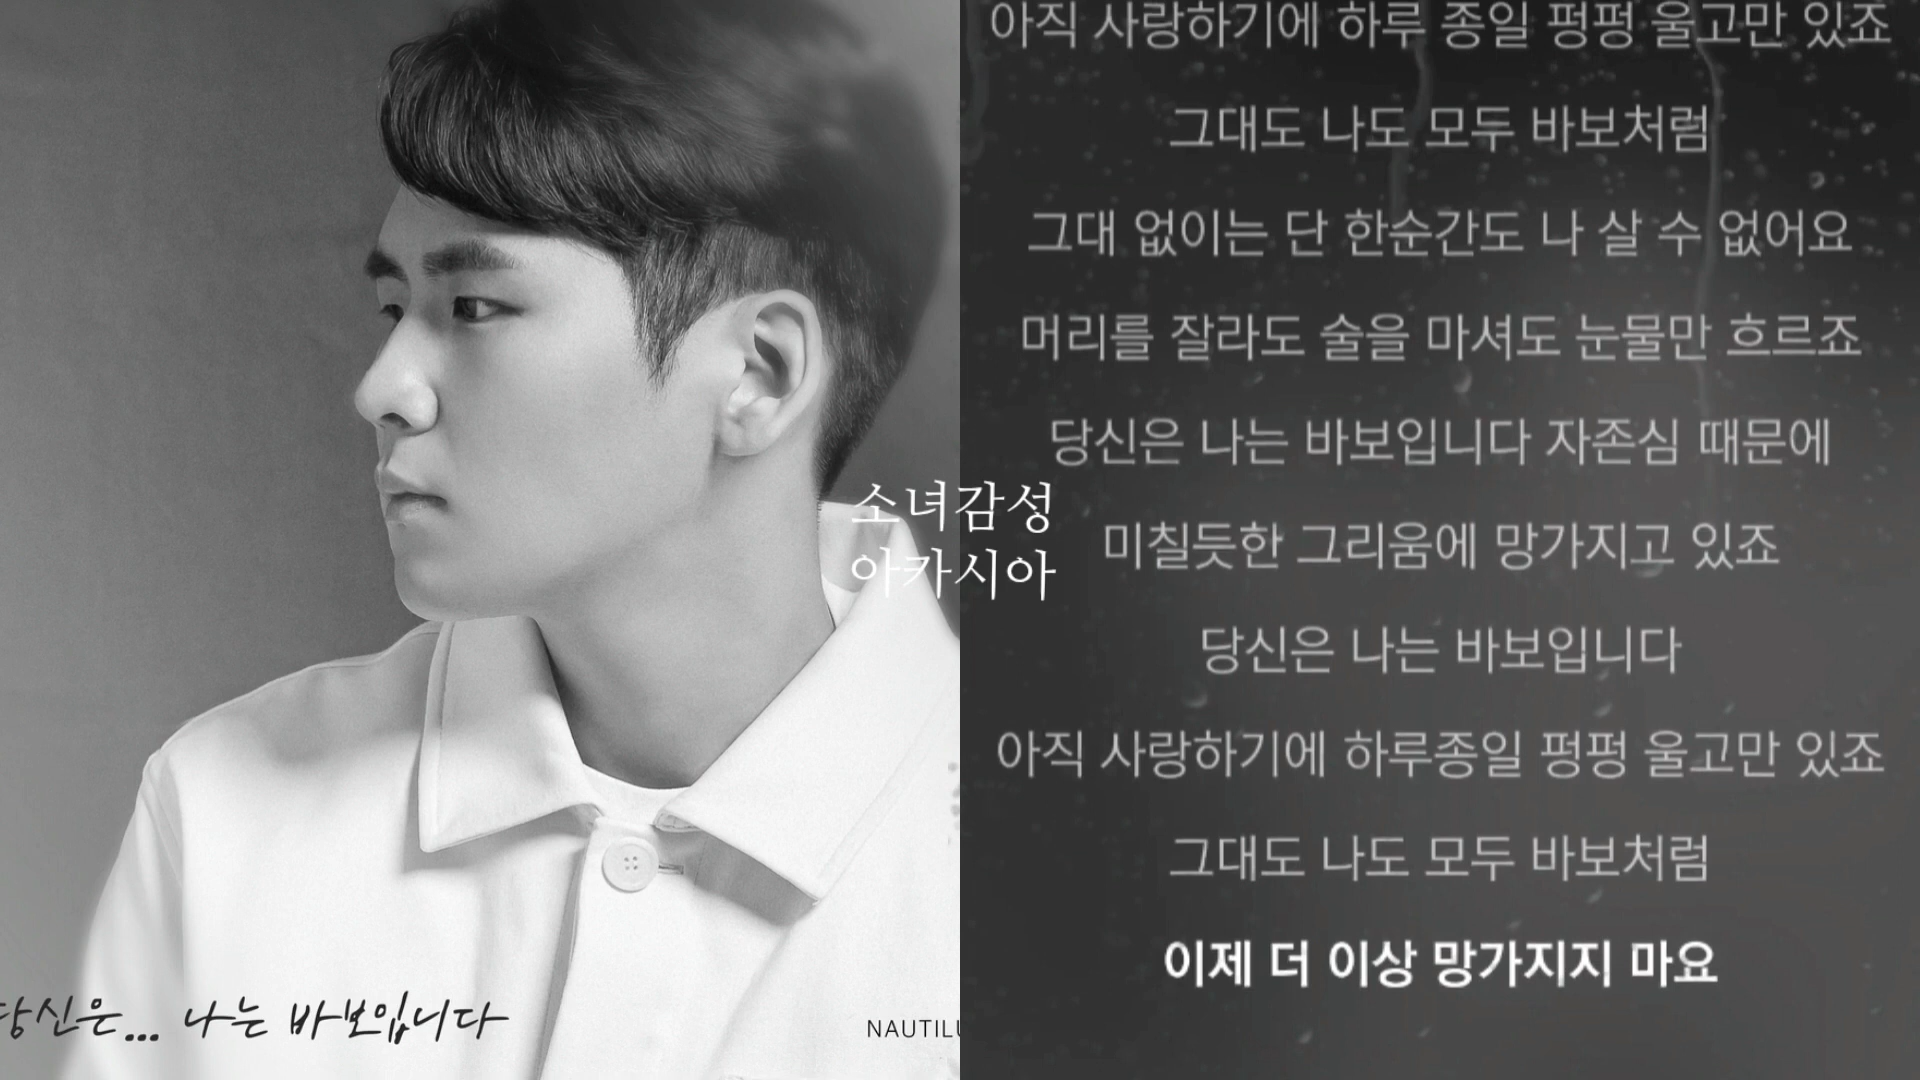 당신은... 나는 바보입니다
NAUTILU
소녀감성
아카시아
아직 사랑하기에 하루 종일 펑펑 울고만 있죠
그대도 나도 모두 바보처럼
그대 없이는 단 한순간도 나 살 수 없어요
머리를 잘라도 술을 마셔도 눈물만 흐르죠
당신은 나는 바보입니다 자존심 때문에
미칠듯한 그리움에 망가지고 있죠
당신은 나는 바보입니다
아직 사랑하기에 하루종일 펑펑 울고만 있죠
그대도 나도 모두 바보처럼
이제 더 이상 망가지지 마요